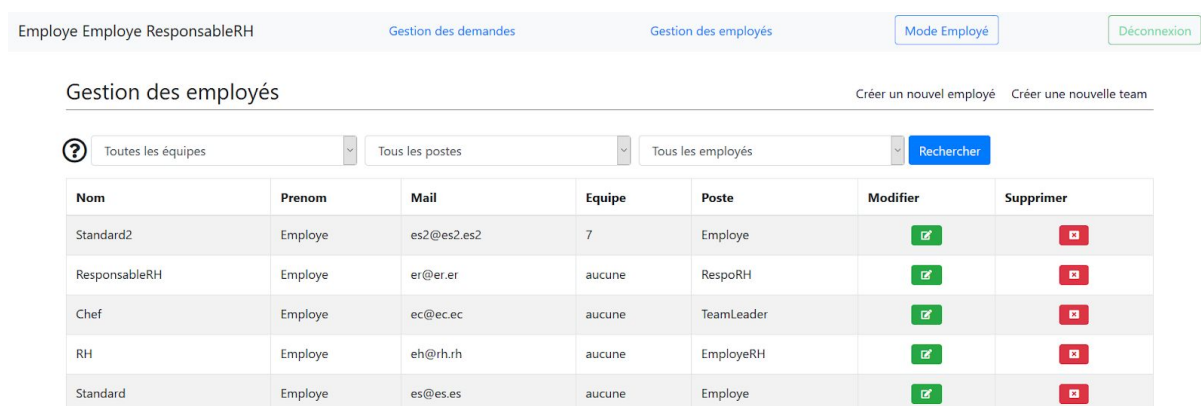 Employe Employe ResponsableRH Gestion des demandes Gestion des employés Mode Employé Déconnexion
Gestion des employés Créer un nouvel employé Créer une nouvelle team
? Toutes les équipes Tous les postes Tous les employés Rechercher
Nom Prenom Mail Equipe Poste Modifier Supprimer
Standard2 Employe es2@es2.es2 7 Employe
ResponsableRH Employe er@er.er aucune RespoRH
Chef Employe ec@ec.ec aucune TeamLeader
RH Employe eh@rh.rh aucune EmployeRH
Standard Employe es@es.es aucune Employe